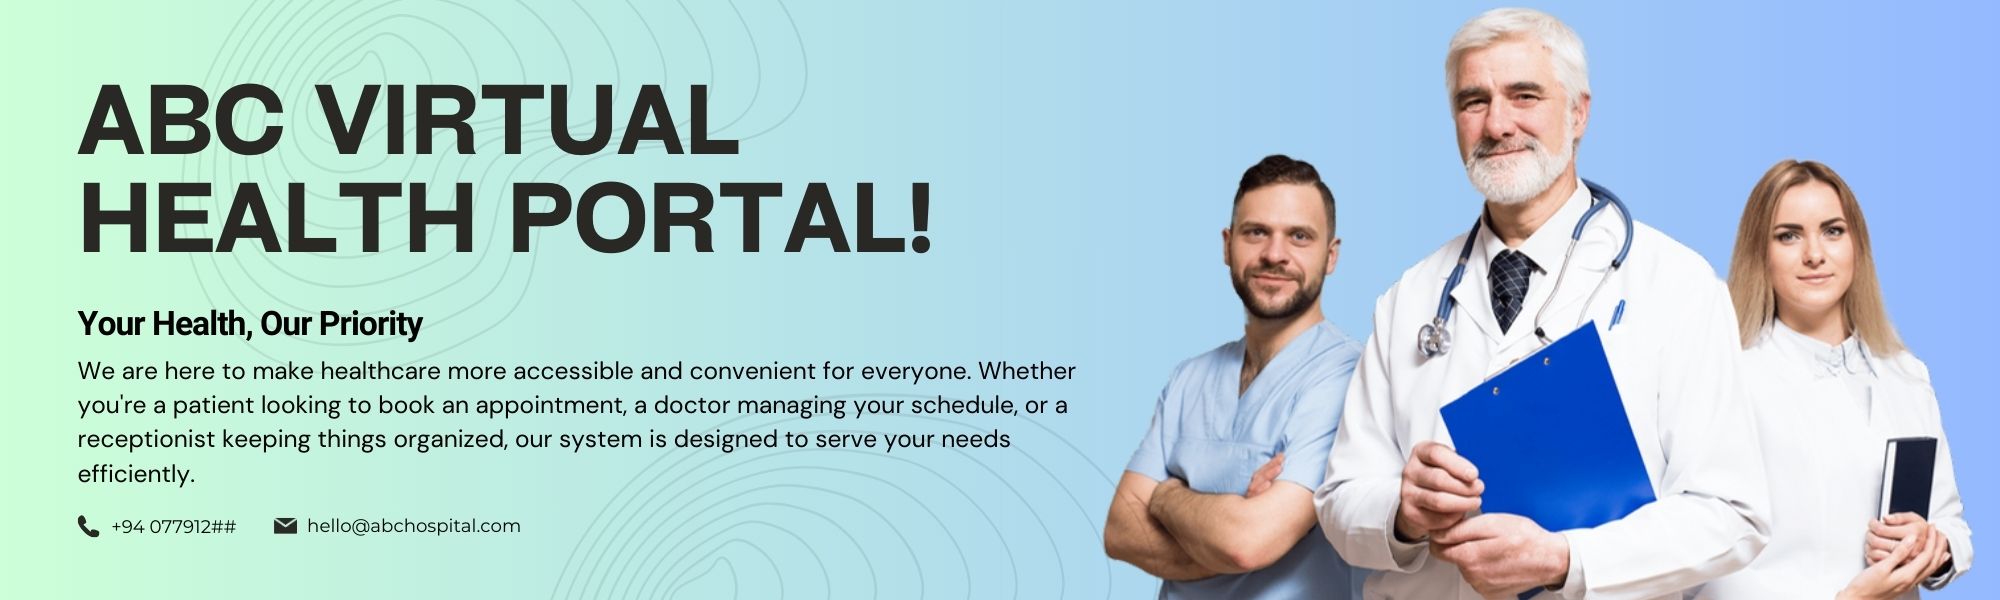 ABC VIRTUAL
HEALTH PORTAL!
Your Health, Our Priority
We are here to make healthcare more accessible and convenient for everyone. Whether
you're a patient looking to book an appointment, a doctor managing your schedule, or a
receptionist keeping things organized, our system is designed to serve your needs
efficiently.
+94 077912## hello@abchospital.com